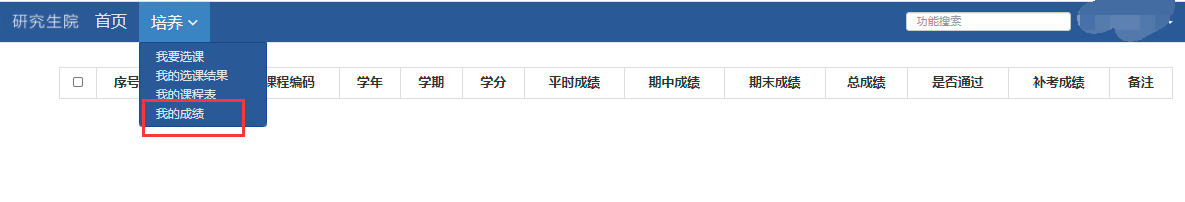 研究生院 首页 培养 功能搜索
我要选课
我的选课结果
我的课程表
我的成绩
序号 课程编码 学年 学期 学分 平时成绩 期中成绩 期末成绩 总成绩 是否通过 补考成绩 备注